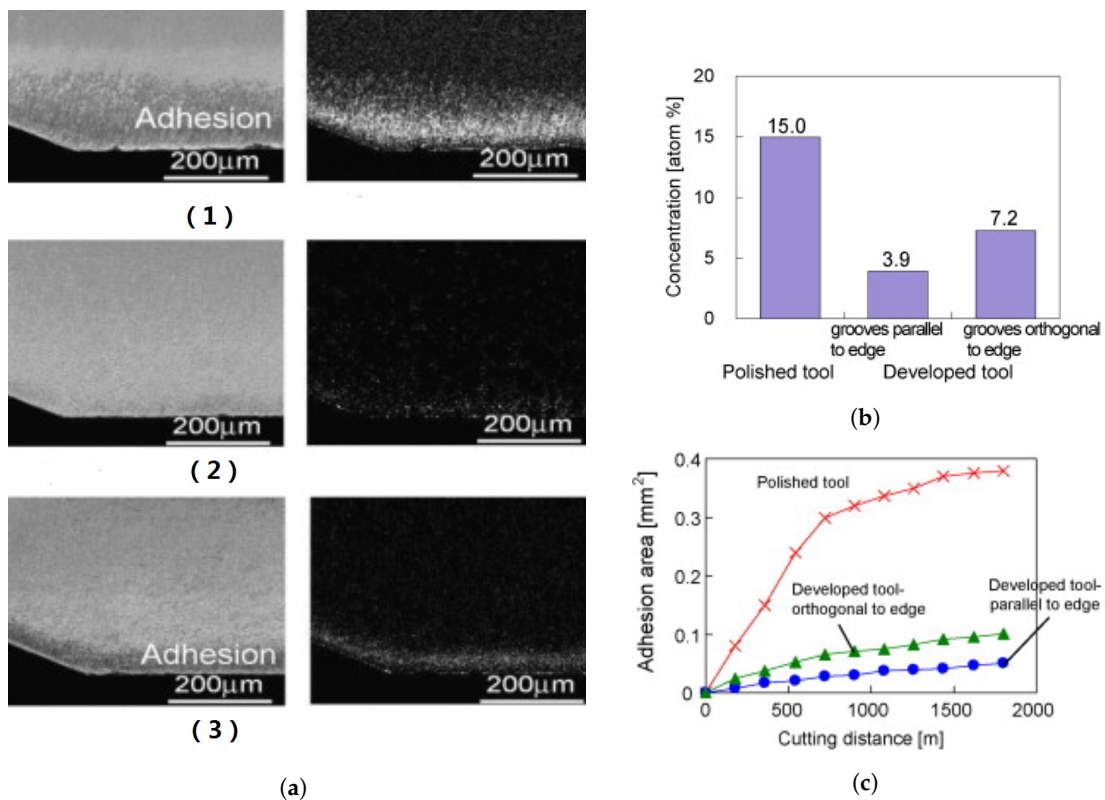 Adhesion
200μm
200μm
(1)
200μm
200μm
(2)
Adhesion
200μm
200μm
(3)
(a)
Concentration [atom %]
20
15
10
5
0
15.0
3.9
7.2
grooves parallel
to edge
grooves orthogonal
to edge
Polished tool
Developed tool
(b)
Adhesion area [mm²]
0.4
0.3
0.2
0.1
0
Polished tool
Developed tool-
orthogonal to edge
Developed tool-
parallel to edge
0
500
1000
1500
2000
Cutting distance [m]
(c)